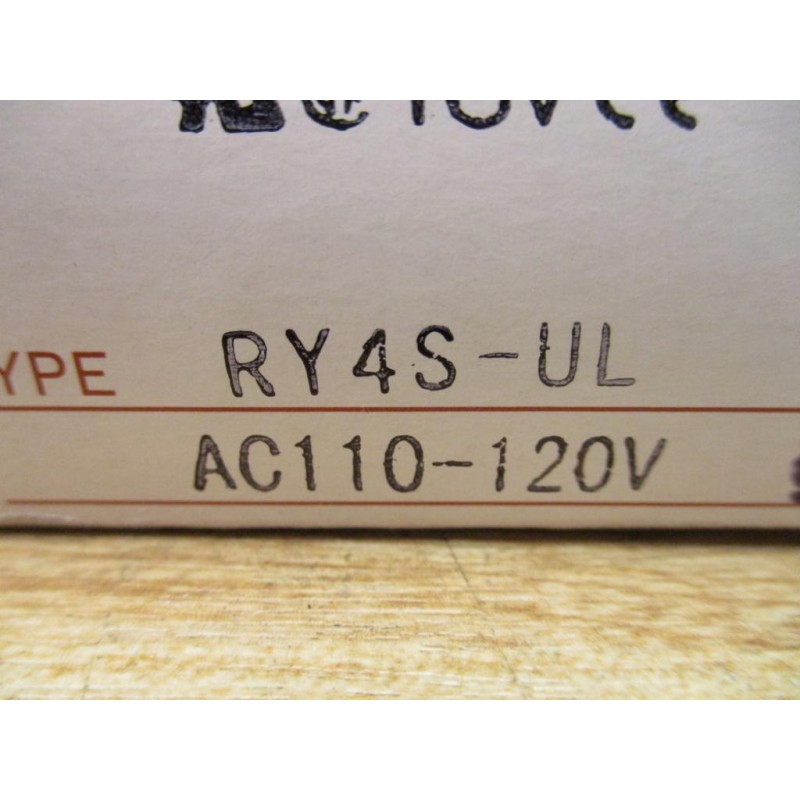 YPE RY4S-UL
AC110-120V